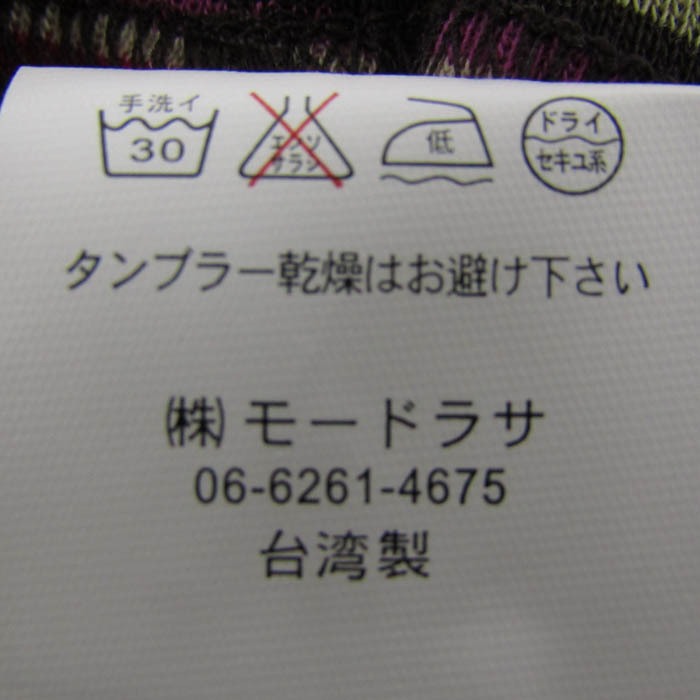 手洗イ
30
エンソ
サラシ
低
ドライ
セキユ系
タンブラー乾燥はお避け下さい
㈱モードラサ
06-6261-4675
台湾製